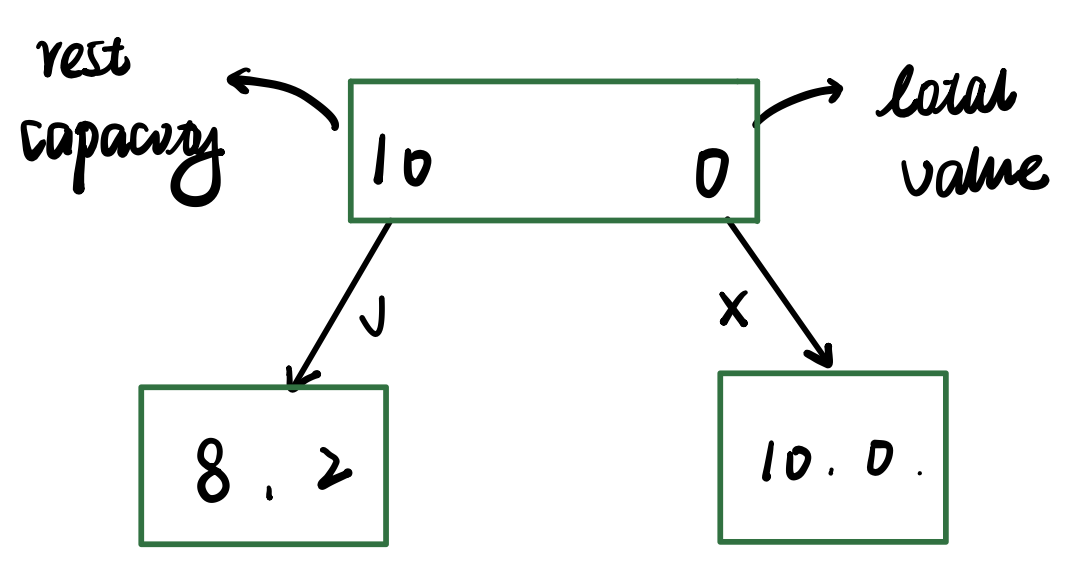 rest
capacity
total
value
10 0
✓
×
8 , 2
10 . 0 .